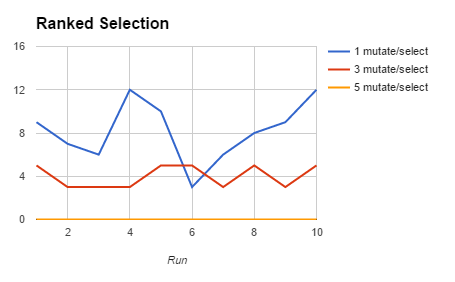 Ranked Selection
16
12
8
4
0
2 4 6 8 10
Run
1 mutate/select
3 mutate/select
5 mutate/select